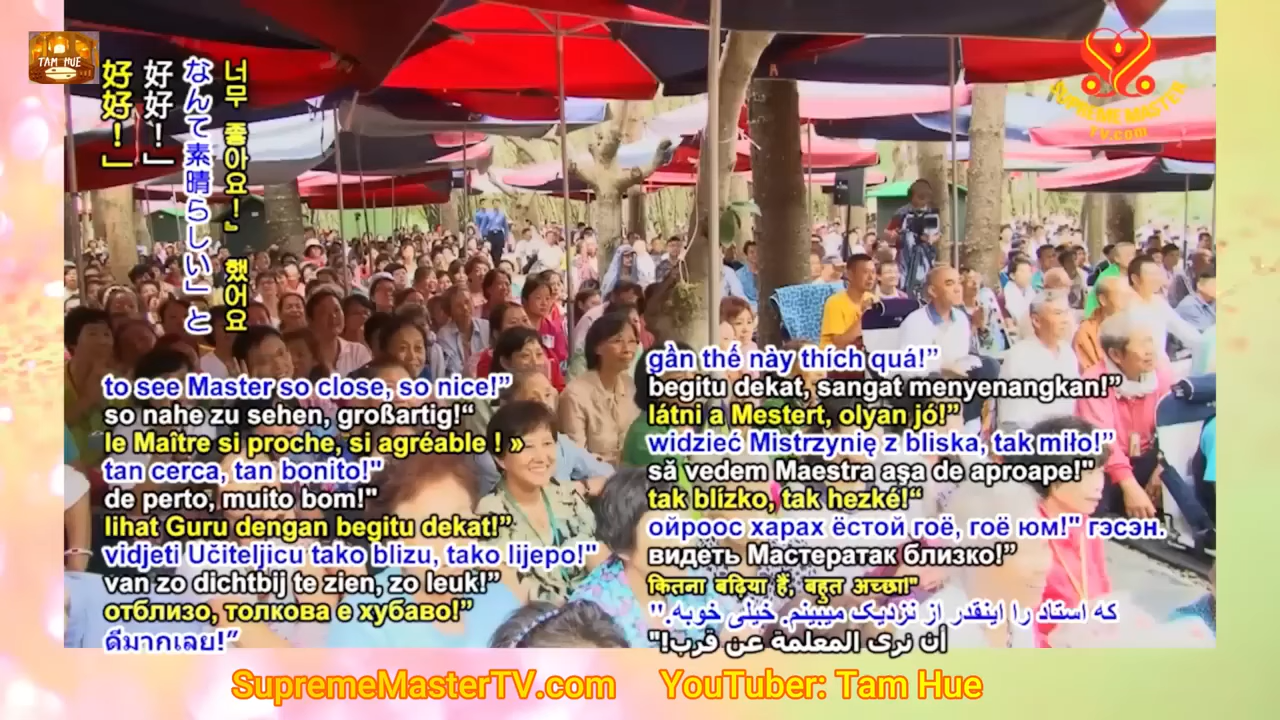 TAM HUE
SUPREME MASTER
TV.com
好好！」
好好！」
なんて素晴らしい」と
너무 좋아요！』 했어요
to see Master so close, so nice!”
so nahe zu sehen, großartig!“
le Maître si proche, si agréable ! »
tan cerca, tan bonito!"
de perto, muito bom!"
lihat Guru dengan begitu dekat!”
vidjeti Učiteljicu tako blizu, tako lijepo!"
van zo dichtbij te zien, zo leuk!”
отблизо, толкова е хубаво!”
ดีมากเลย!”
gần thế này thích quá!”
begitu dekat, sangat menyenangkan!”
látni a Mestert, olyan jó!”
widzieć Mistrzynię z bliska, tak miło!”
să vedem Maestra aşa de aproape!"
tak blízko, tak hezké!“
ойроос харах ёстой гоё, гоё юм!" гэсэн.
видеть Мастератак близко!”
कितना बढ़िया हैं, बहुत अच्छा!"
که استاد را اینقدر از نزدیک میبینم. خیلی خوبه."
أن نرى المعلمة عن قرب!"
SupremeMasterTV.com
YouTuber: Tam Hue